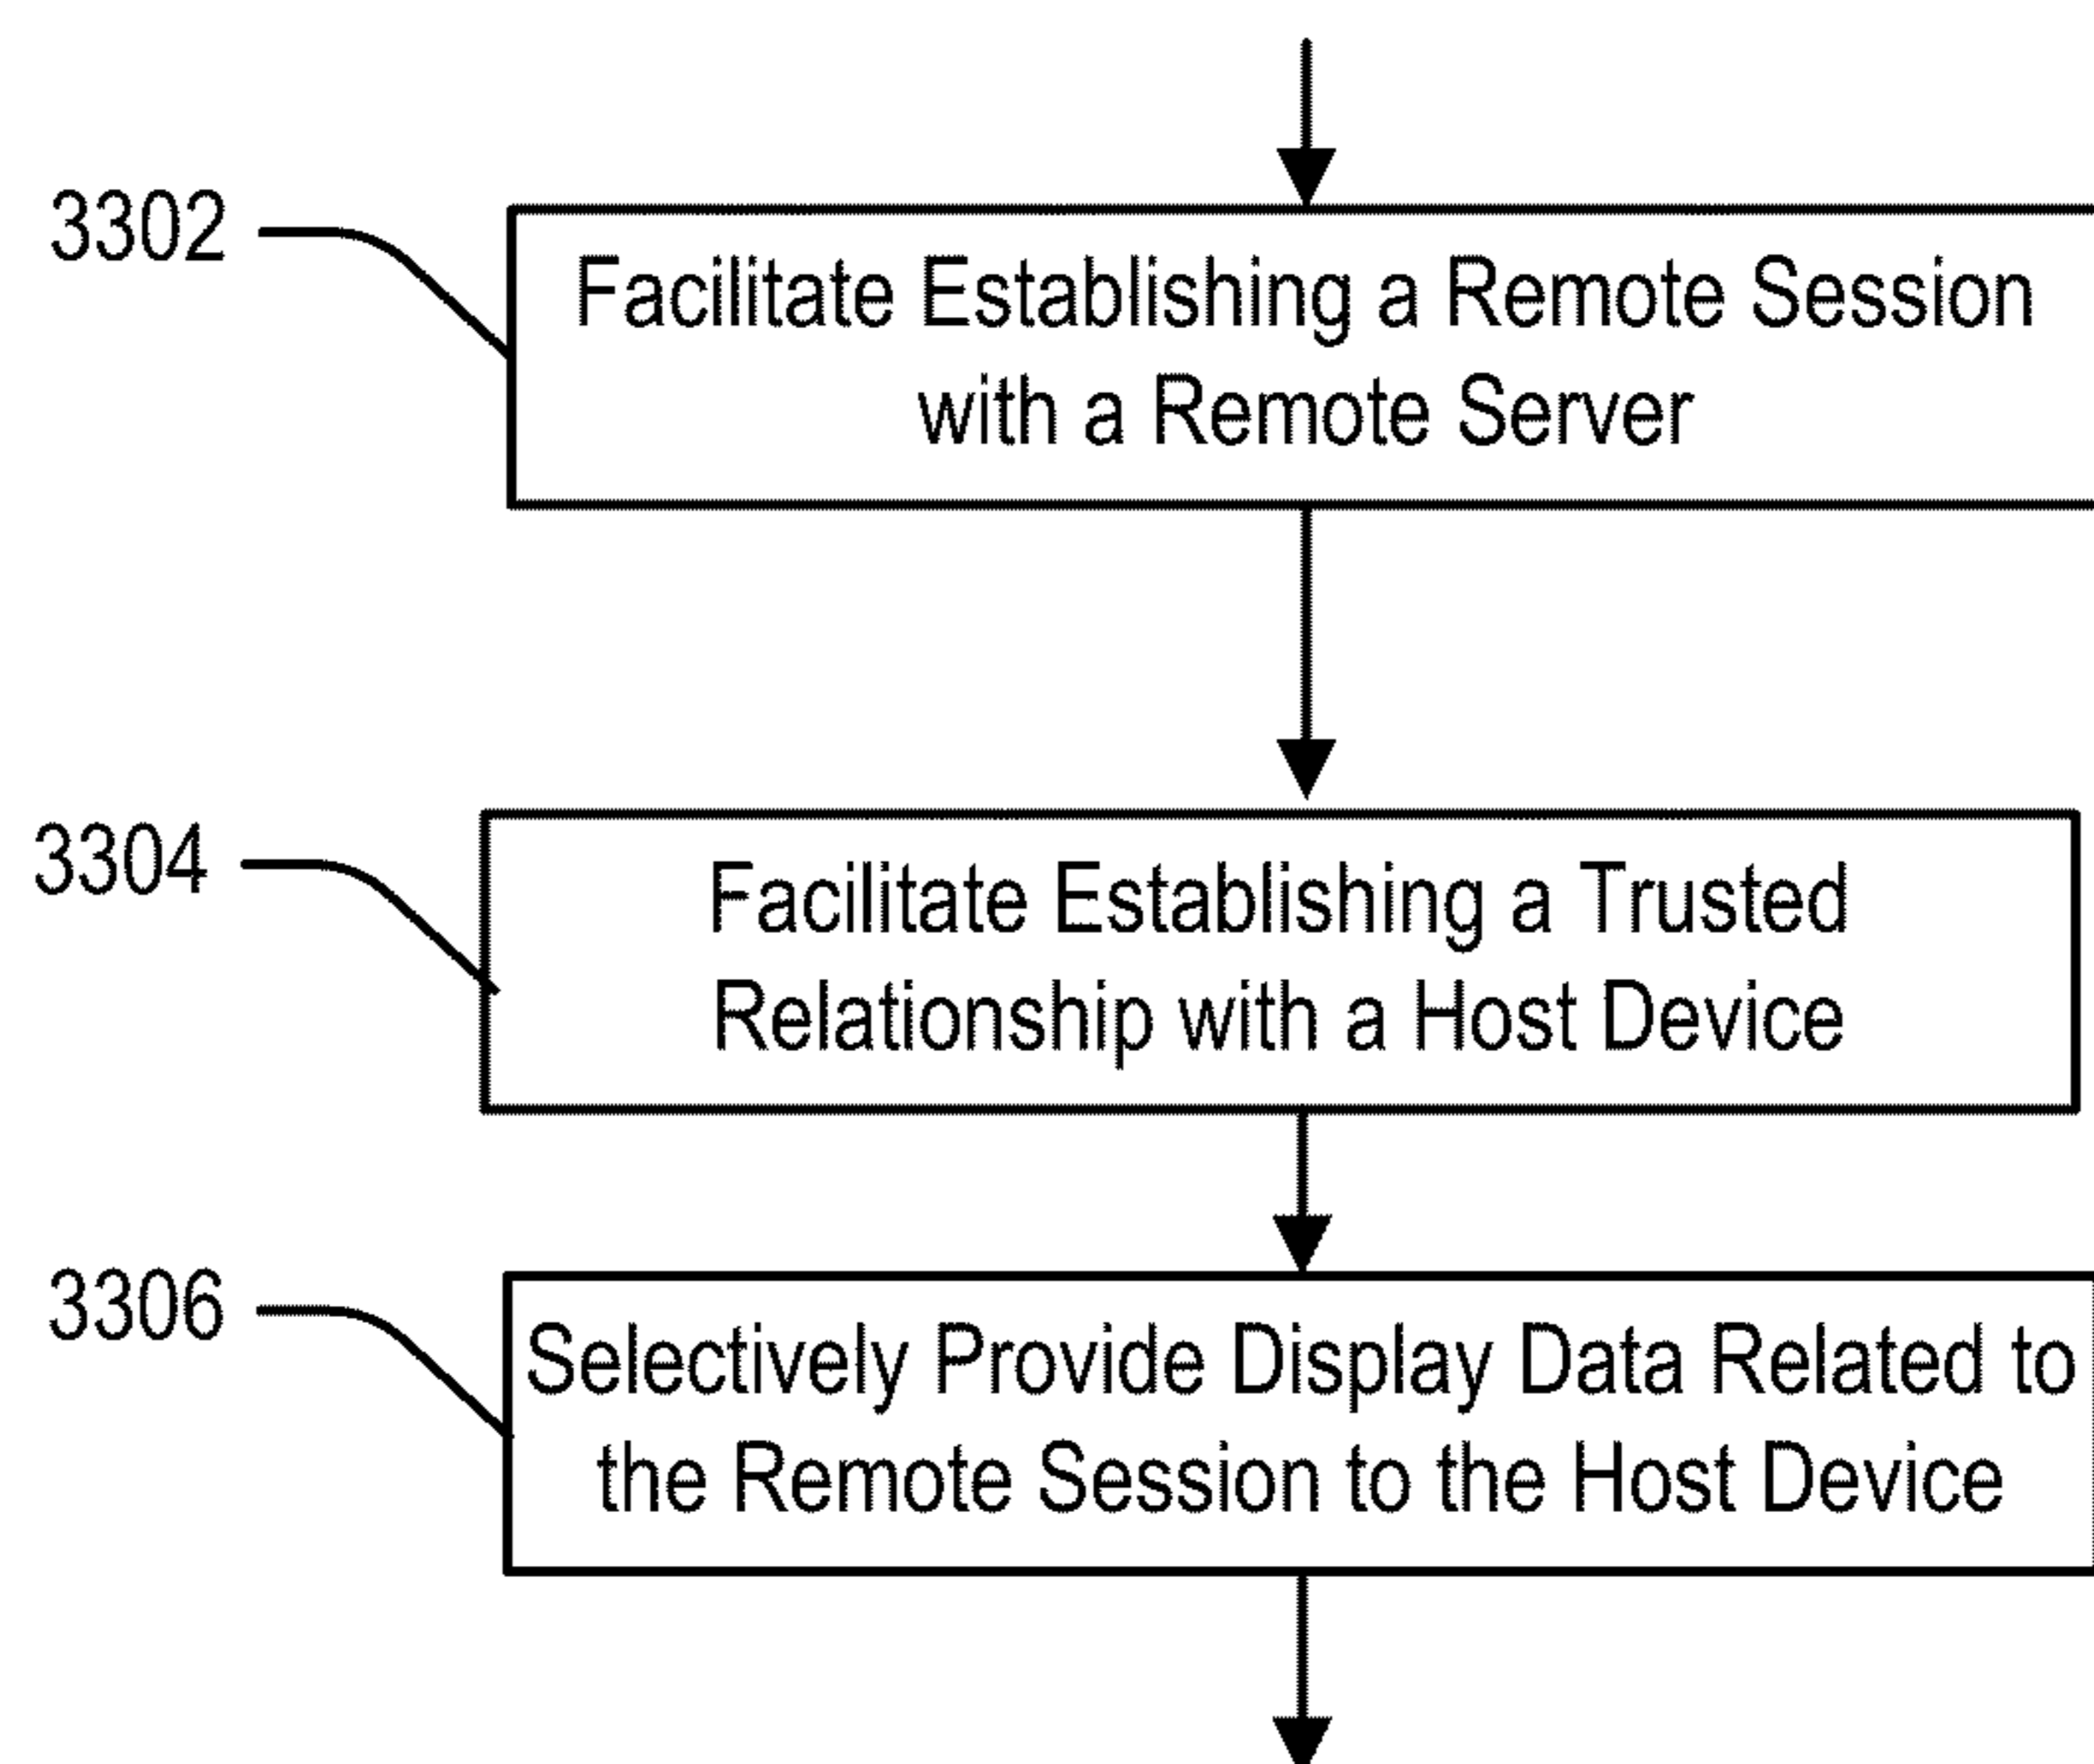 3302
Facilitate Establishing a Remote Session
with a Remote Server
3304
Facilitate Establishing a Trusted
Relationship with a Host Device
3306
Selectively Provide Display Data Related to
the Remote Session to the Host Device